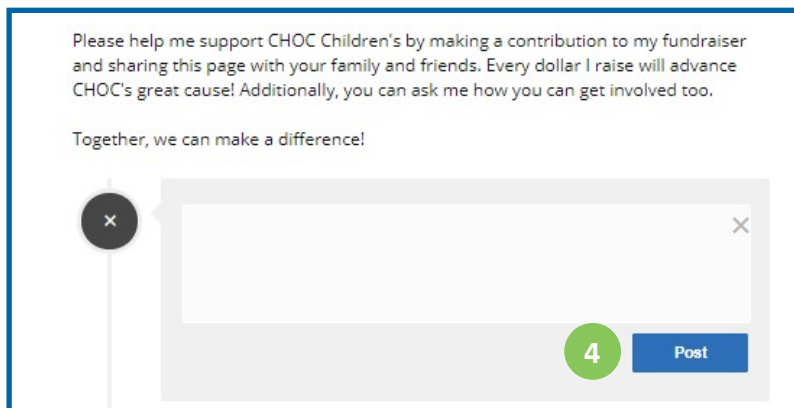 Please help me support CHOC Children's by making a contribution to my fundraiser
and sharing this page with your family and friends. Every dollar I raise will advance
CHOC's great cause! Additionally, you can ask me how you can get involved too.
Together, we can make a difference!
4
Post